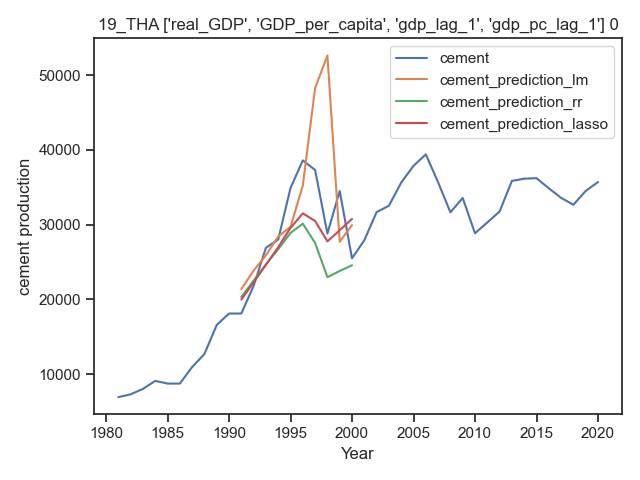 19_THA ['real_GDP', 'GDP_per_capita', 'gdp_lag_1', 'gdp_pc_lag_1'] 0
cement
cement_prediction_lm
cement_prediction_rr
cement_prediction_lasso
50000
40000
30000
20000
10000
cement production
1980 1985 1990 1995 2000 2005 2010 2015 2020
Year